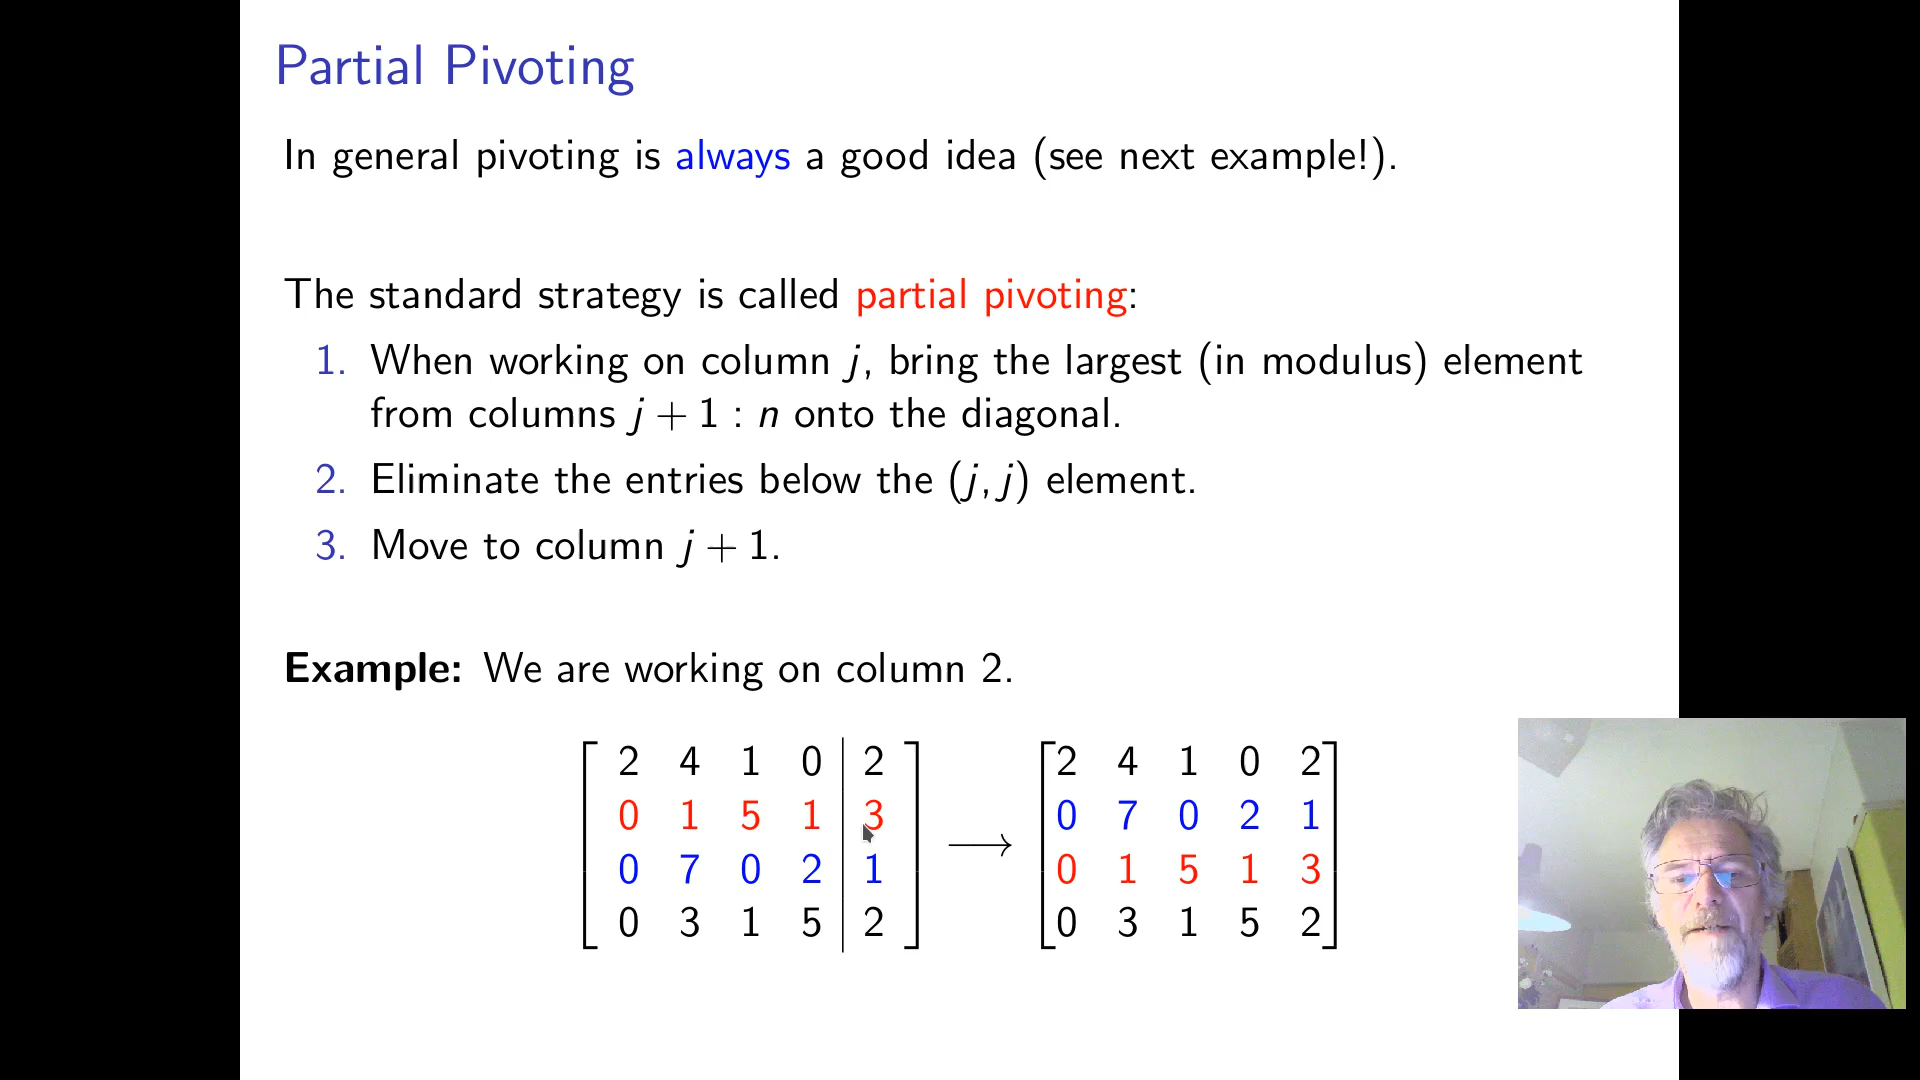 Partial Pivoting
In general pivoting is always a good idea (see next example!).
The standard strategy is called partial pivoting:
1. When working on column j, bring the largest (in modulus) element
from columns j + 1 : n onto the diagonal.
2. Eliminate the entries below the (j, j) element.
3. Move to column j + 1.
Example: We are working on column 2.
[ 2 4 1 0 | 2 ] [ 2 4 1 0 2 ]
[ 0 1 5 1 | 3 ] [ 0 7 0 2 1 ]
⟶
[ 0 7 0 2 | 1 ] [ 0 1 5 1 3 ]
[ 0 3 1 5 | 2 ] [ 0 3 1 5 2 ]